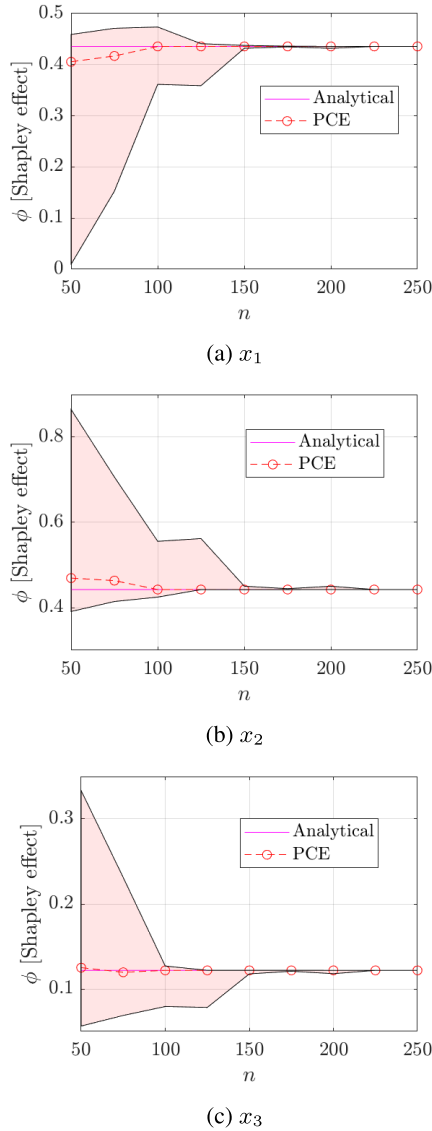 0.5
0.4
0.3
0.2
0.1
0
ϕ [Shapley effect]
Analytical
PCE
50 100 150 200 250
n
(a) x₁
0.8
0.6
0.4
ϕ [Shapley effect]
Analytical
PCE
50 100 150 200 250
n
(b) x₂
0.3
0.2
0.1
ϕ [Shapley effect]
Analytical
PCE
50 100 150 200 250
n
(c) x₃